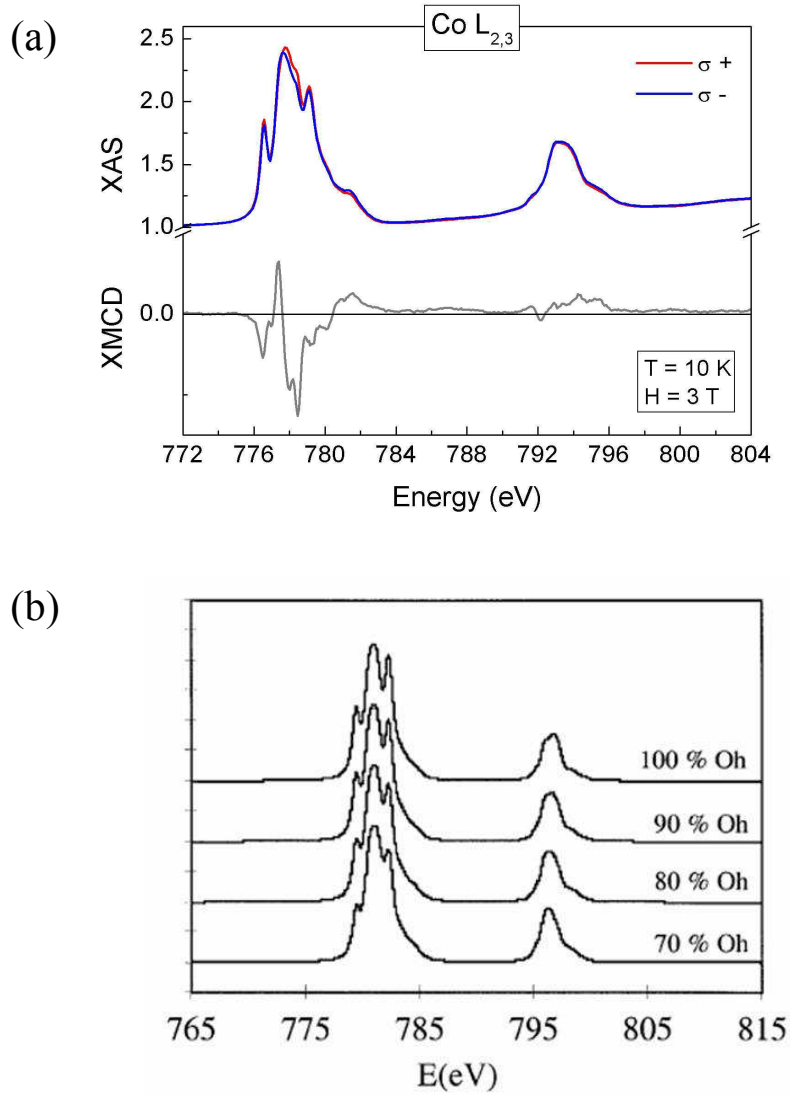 (a)
Co L2,3
σ +
σ -
2.5
2.0
1.5
1.0
XAS
0.0
XMCD
T = 10 K
H = 3 T
772 776 780 784 788 792 796 800 804
Energy (eV)
(b)
100 % Oh
90 % Oh
80 % Oh
70 % Oh
765 775 785 795 805 815
E(eV)